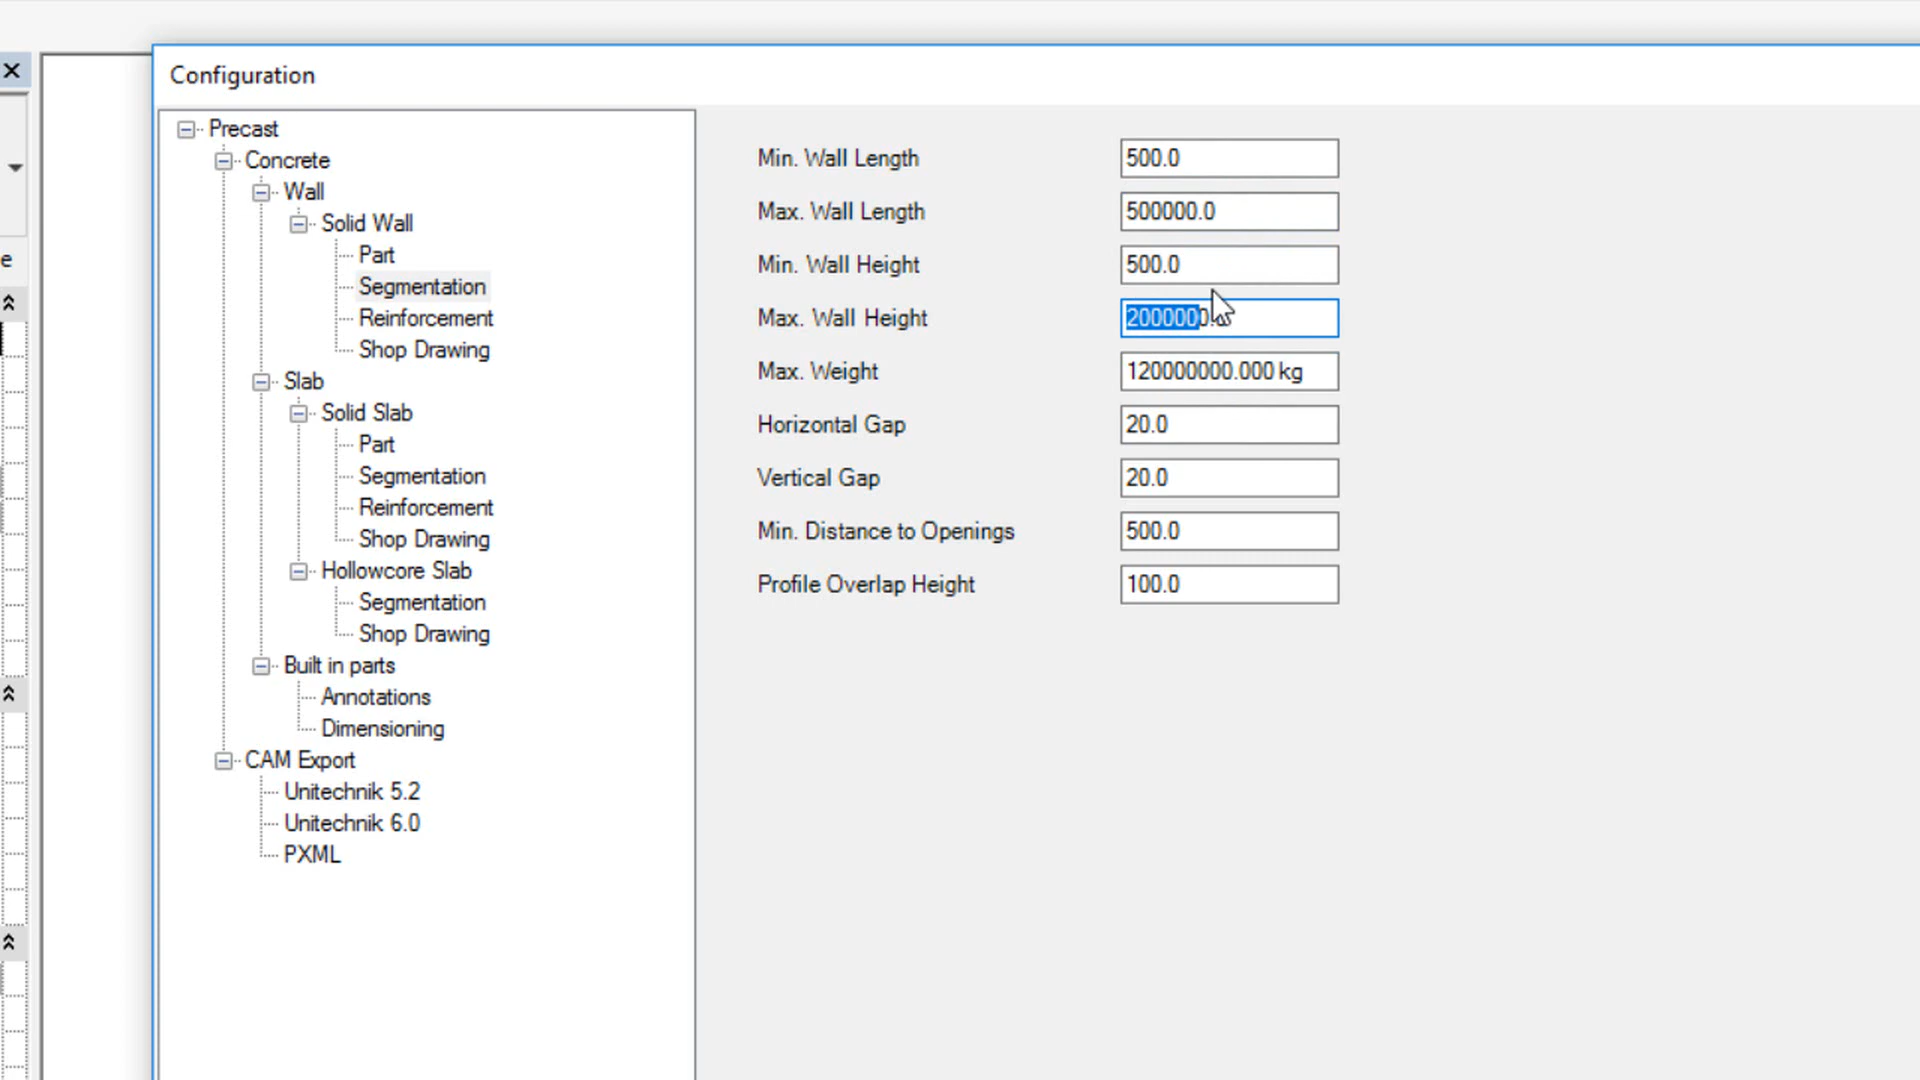 Configuration
Precast
Concrete
Wall
Solid Wall
Part
Segmentation
Reinforcement
Shop Drawing
Slab
Solid Slab
Part
Segmentation
Reinforcement
Shop Drawing
Hollowcore Slab
Segmentation
Shop Drawing
Built in parts
Annotations
Dimensioning
CAM Export
Unitechnik 5.2
Unitechnik 6.0
PXML
Min. Wall Length 500.0
Max. Wall Length 500000.0
Min. Wall Height 500.0
Max. Wall Height 2000000.0
Max. Weight 120000000.000 kg
Horizontal Gap 20.0
Vertical Gap 20.0
Min. Distance to Openings 500.0
Profile Overlap Height 100.0
e